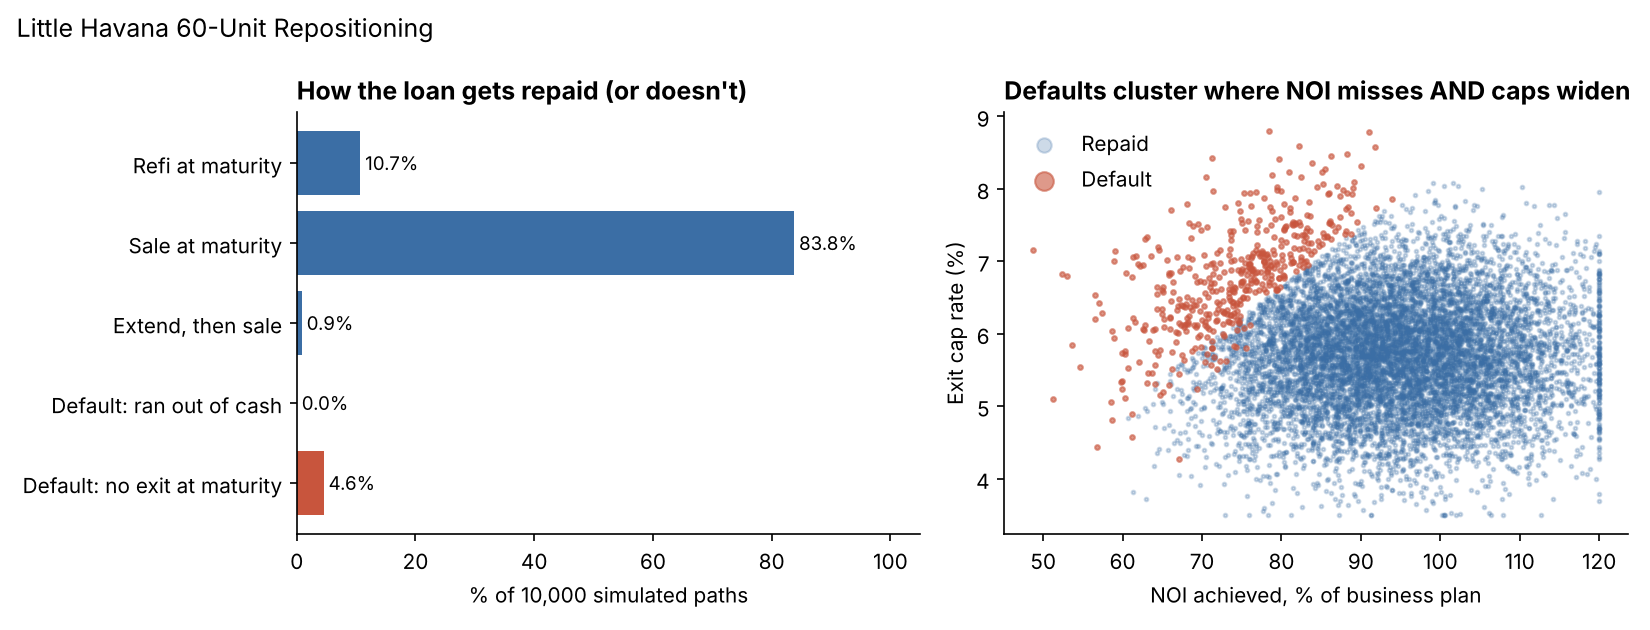 Little Havana 60-Unit Repositioning
How the loan gets repaid (or doesn't)
Refi at maturity
10.7%
Sale at maturity
83.8%
Extend, then sale
0.9%
Default: ran out of cash
0.0%
Default: no exit at maturity
4.6%
0 20 40 60 80 100
% of 10,000 simulated paths
Defaults cluster where NOI misses AND caps widen
Repaid
Default
Exit cap rate (%)
9
8
7
6
5
4
50 60 70 80 90 100 110 120
NOI achieved, % of business plan